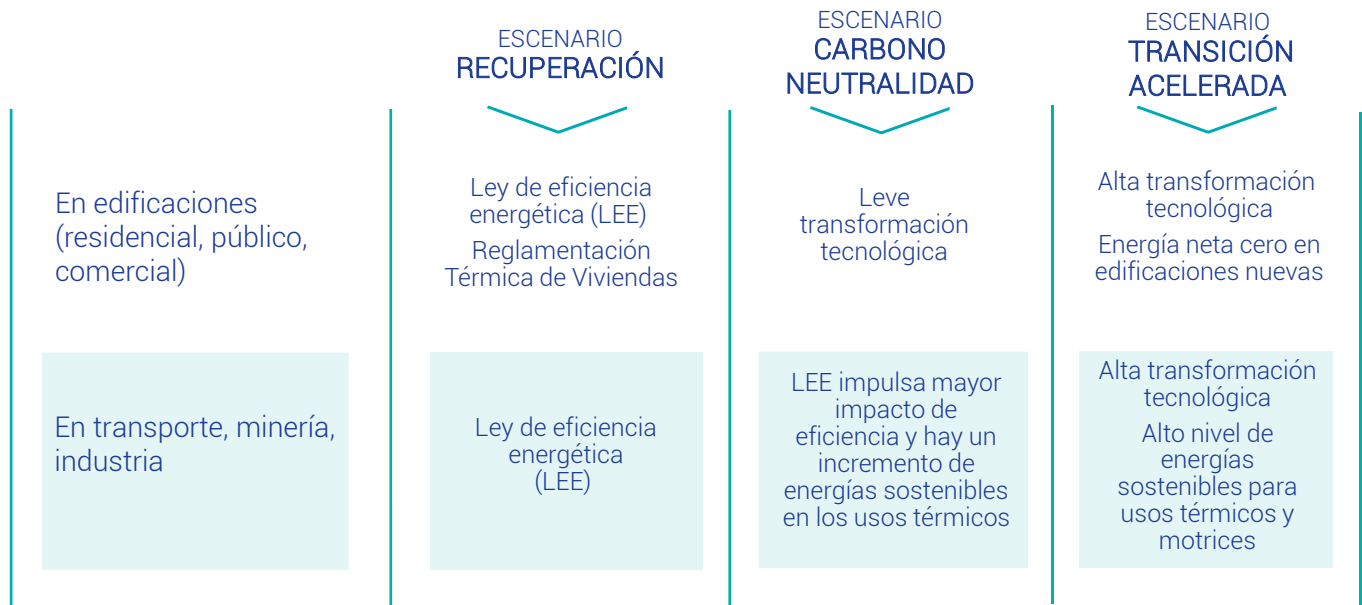 ESCENARIO
RECUPERACIÓN
ESCENARIO
CARBONO
NEUTRALIDAD
ESCENARIO
TRANSICIÓN
ACELERADA
En edificaciones
(residencial, público,
comercial)
Ley de eficiencia
energética (LEE)
Reglamentación
Térmica de Viviendas
Leve
transformación
tecnológica
Alta transformación
tecnológica
Energía neta cero en
edificaciones nuevas
En transporte, minería,
industria
Ley de eficiencia
energética
(LEE)
LEE impulsa mayor
impacto de
eficiencia y hay un
incremento de
energías sostenibles
en los usos térmicos
Alta transformación
tecnológica
Alto nivel de
energías
sostenibles para
usos térmicos y
motrices